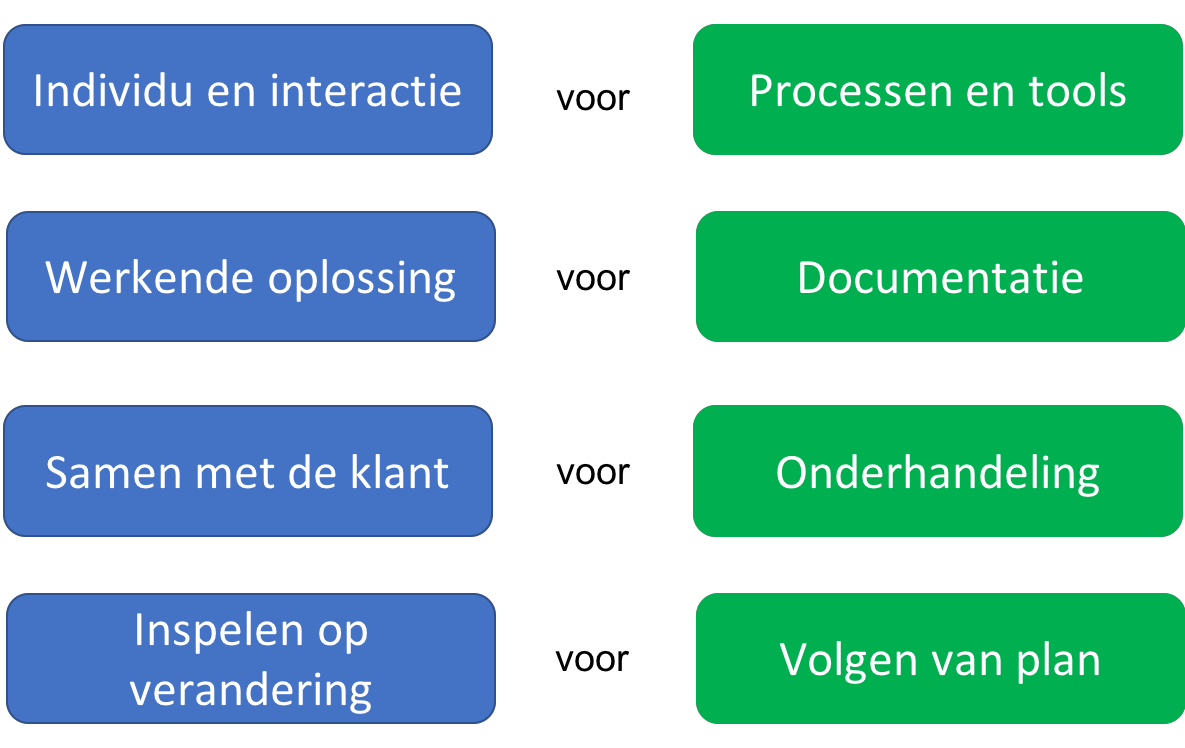 Individu en interactie voor Processen en tools
Werkende oplossing voor Documentatie
Samen met de klant voor Onderhandeling
Inspelen op
verandering
voor
Volgen van plan